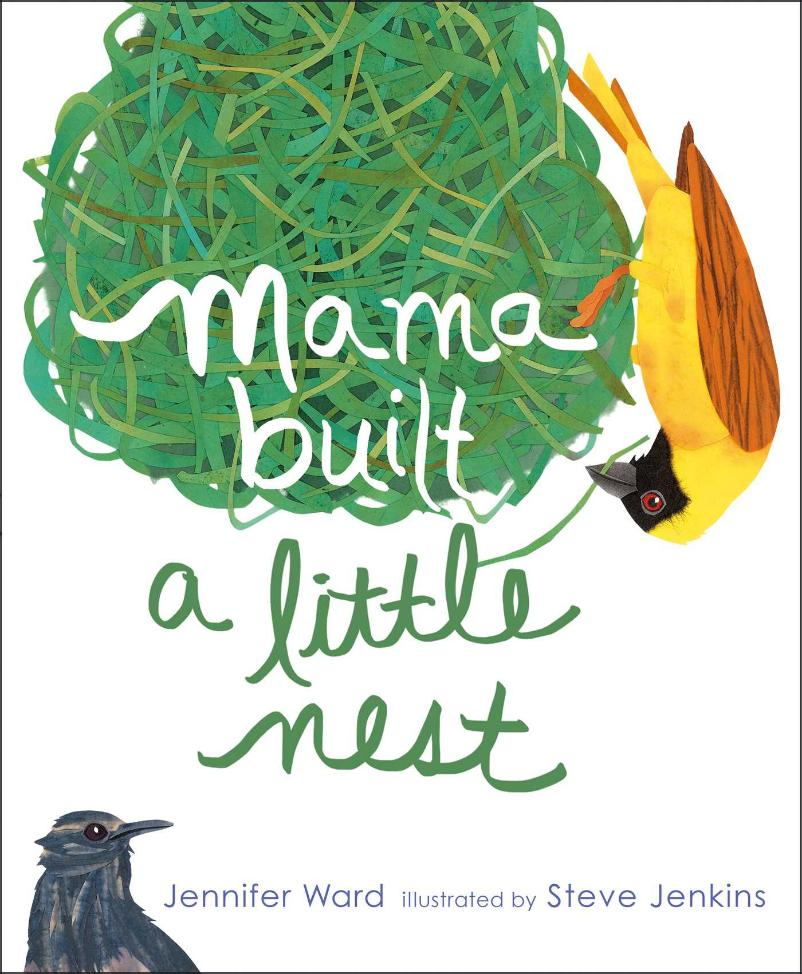 Mama
built
a little
nest
Jennifer Ward illustrated by Steve Jenkins